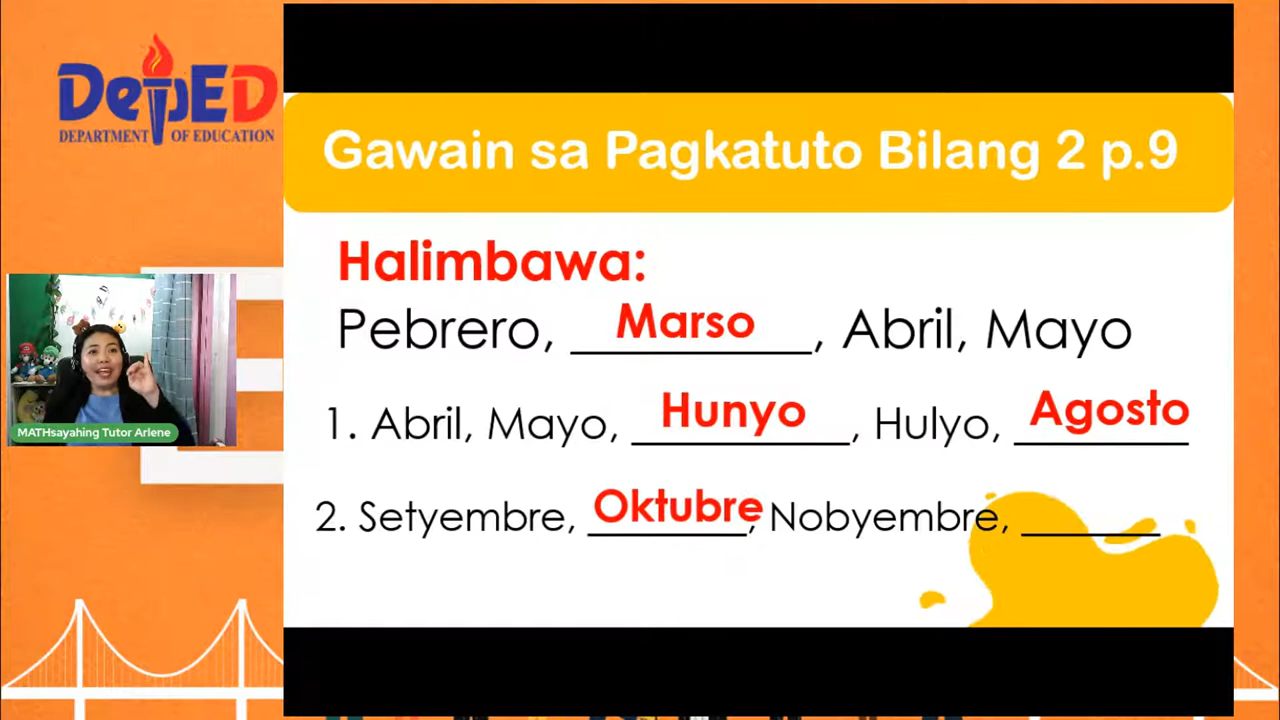 DepED
DEPARTMENT OF EDUCATION
Gawain sa Pagkatuto Bilang 2 p.9
Halimbawa:
Pebrero, Marso, Abril, Mayo
1. Abril, Mayo, Hunyo, Hulyo, Agosto
2. Setyembre, Oktubre, Nobyembre, ______
MATHsayahing Tutor Arlene